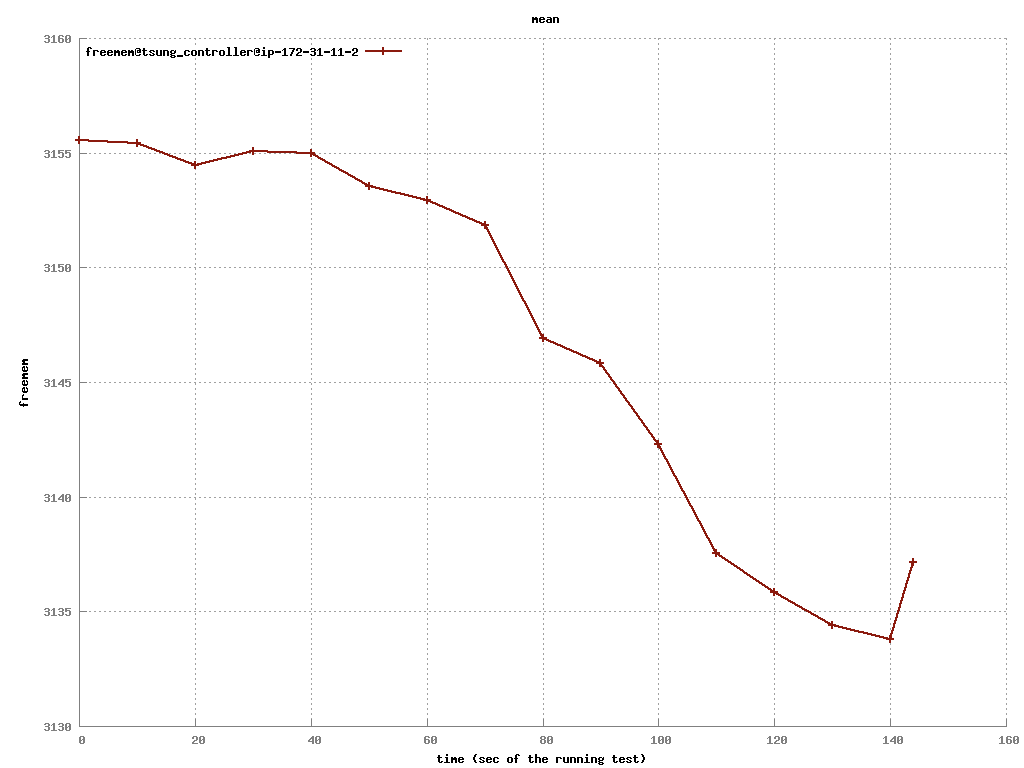 mean
3160
freemem@tsung_controller@ip-172-31-11-2
3155
3150
3145
3140
3135
3130
freemem
0 20 40 60 80 100 120 140 160
time (sec of the running test)